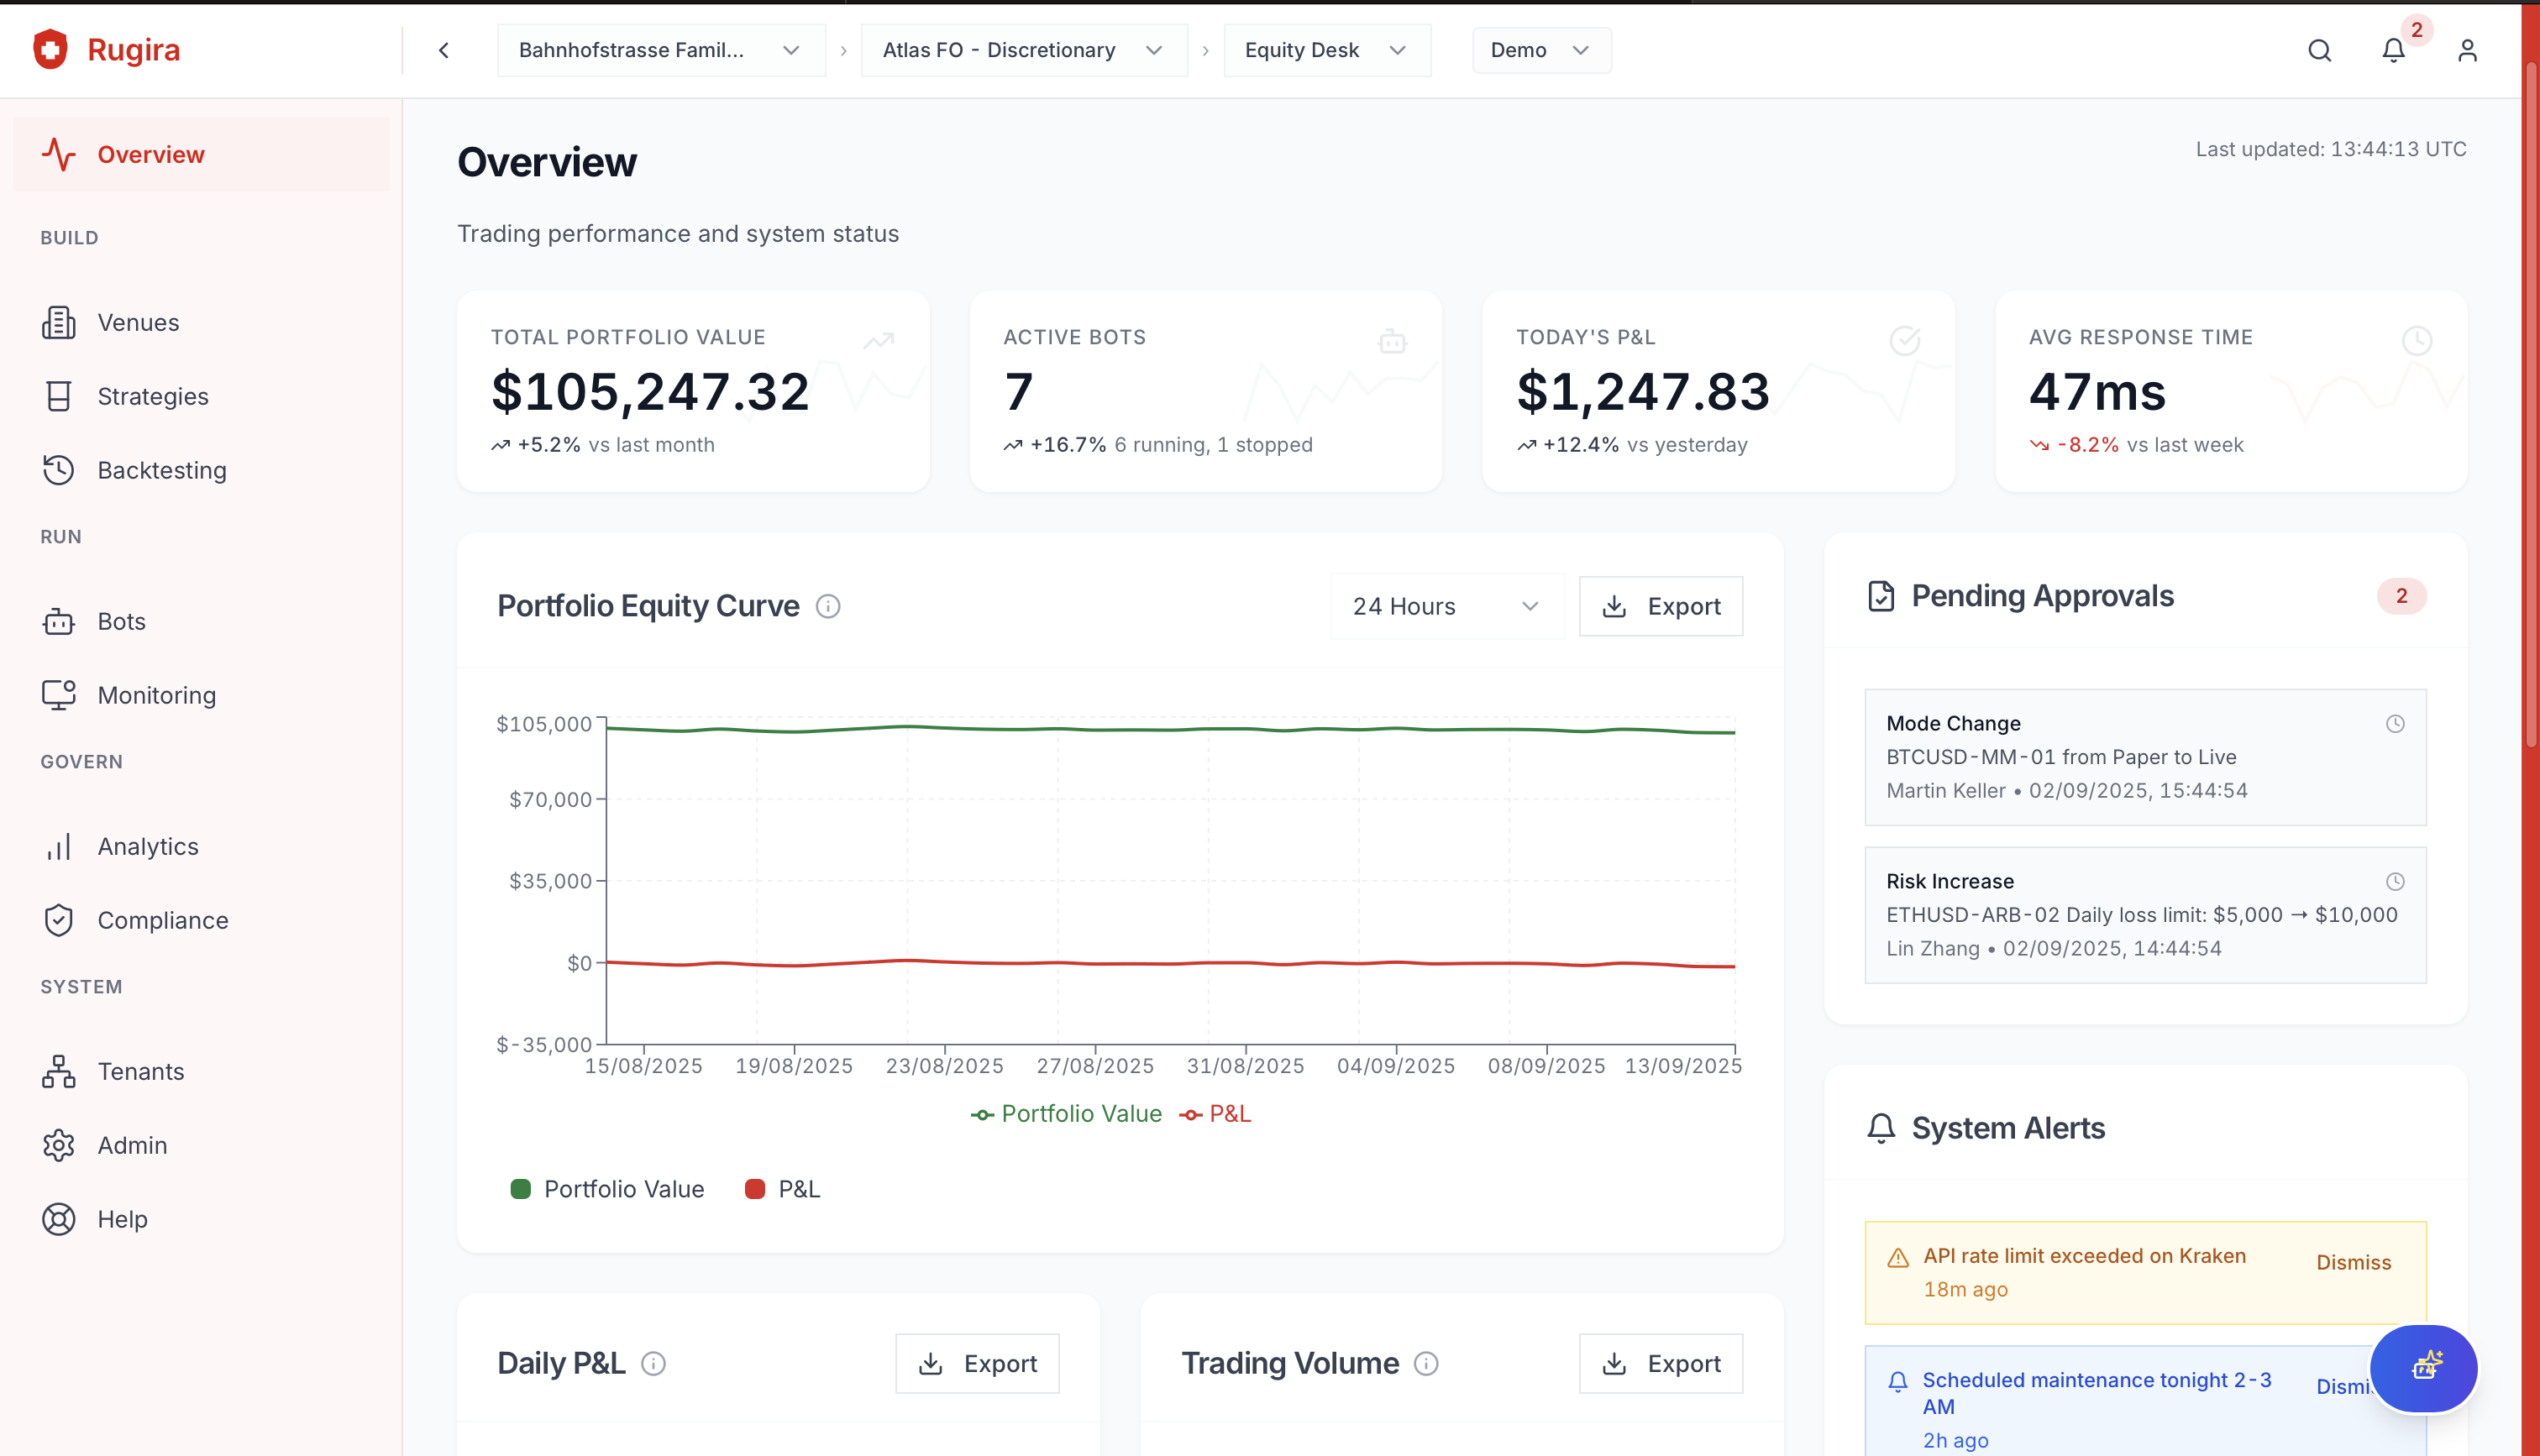 Rugira
Bahnhofstrasse Famil...
Atlas FO - Discretionary
Equity Desk
Demo
2
Overview
BUILD
Venues
Strategies
Backtesting
RUN
Bots
Monitoring
GOVERN
Analytics
Compliance
SYSTEM
Tenants
Admin
Help
Overview
Last updated: 13:44:13 UTC
Trading performance and system status
TOTAL PORTFOLIO VALUE
$105,247.32
+5.2% vs last month
ACTIVE BOTS
7
+16.7% 6 running, 1 stopped
TODAY'S P&L
$1,247.83
+12.4% vs yesterday
AVG RESPONSE TIME
47ms
-8.2% vs last week
Portfolio Equity Curve
24 Hours
Export
$105,000
$70,000
$35,000
$0
$-35,000
15/08/2025 19/08/2025 23/08/2025 27/08/2025 31/08/2025 04/09/2025 08/09/2025 13/09/2025
Portfolio Value P&L
Portfolio Value P&L
Pending Approvals
2
Mode Change
BTCUSD-MM-01 from Paper to Live
Martin Keller • 02/09/2025, 15:44:54
Risk Increase
ETHUSD-ARB-02 Daily loss limit: $5,000 → $10,000
Lin Zhang • 02/09/2025, 14:44:54
System Alerts
API rate limit exceeded on Kraken
Dismiss
18m ago
Scheduled maintenance tonight 2-3
AM
2h ago
Daily P&L
Export
Trading Volume
Export